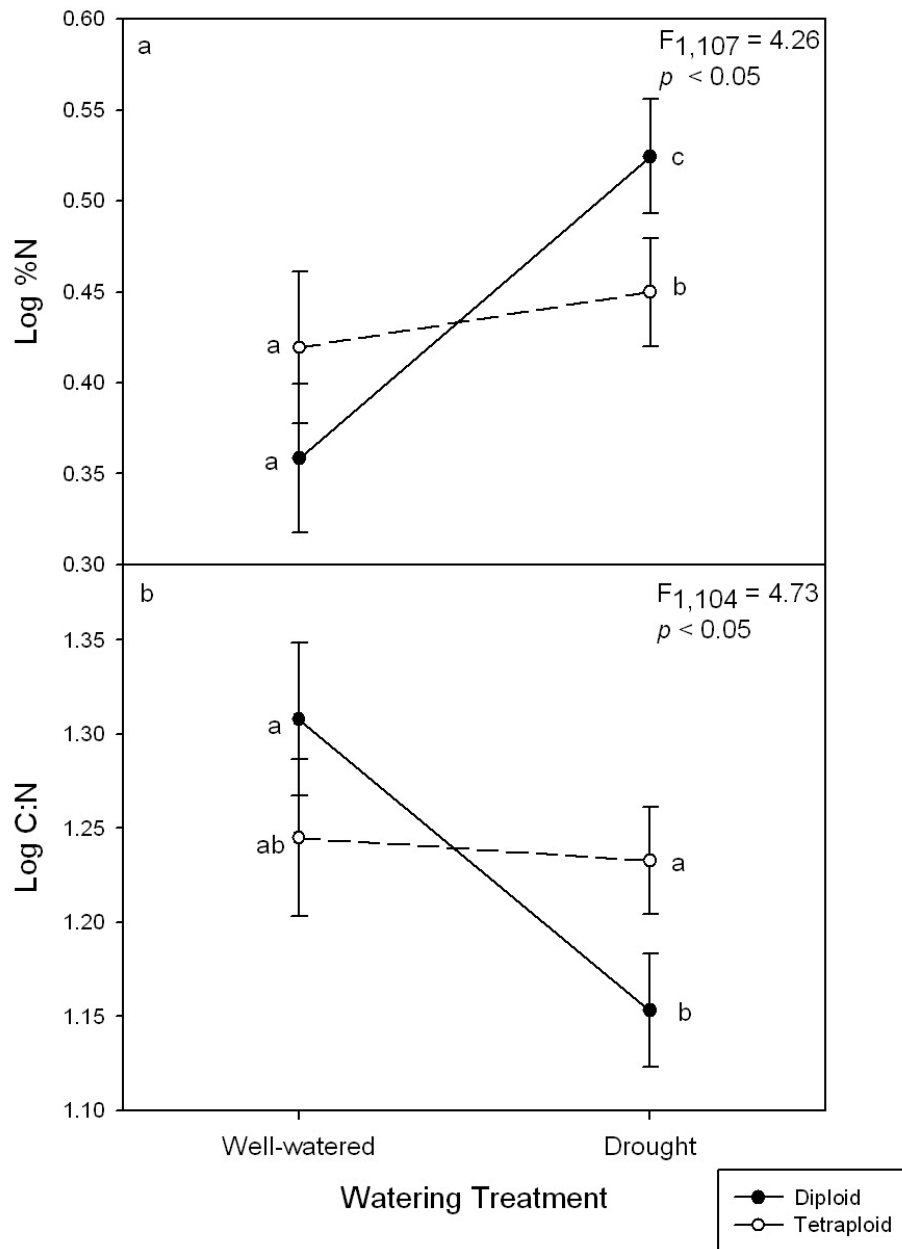 a
F1,107 = 4.26
p < 0.05
0.60
0.55
0.50
0.45
0.40
0.35
0.30
Log %N
c
b
a
a
b
F1,104 = 4.73
p < 0.05
1.35
1.30
1.25
1.20
1.15
1.10
Log C:N
a
ab
a
b
Well-watered
Drought
Watering Treatment
Diploid
Tetraploid